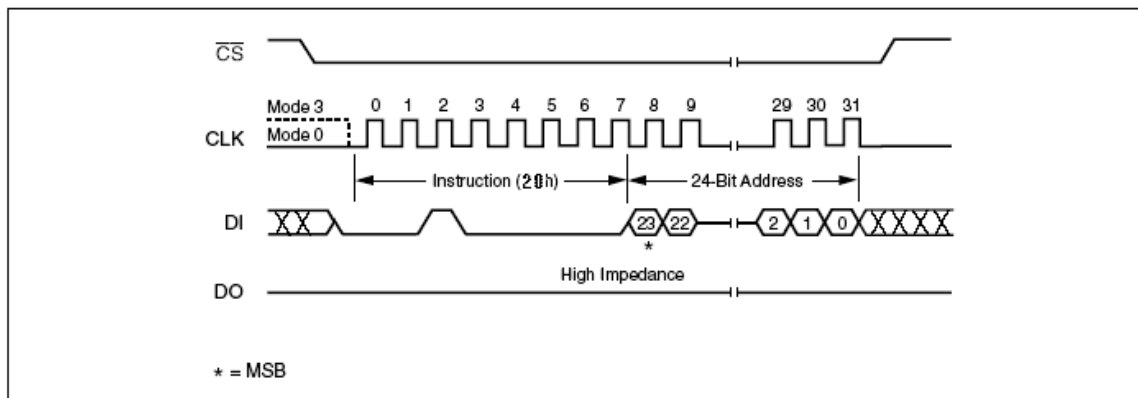 CS
Mode 3 0 1 2 3 4 5 6 7 8 9 29 30 31
CLK Mode 0
Instruction (20h) 24-Bit Address
DI 23 22 2 1 0
*
High Impedance
DO
* = MSB